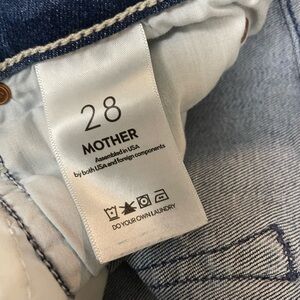 28
MOTHER
Assembled in USA
by both USA and foreign components
DO YOUR OWN LAUNDRY